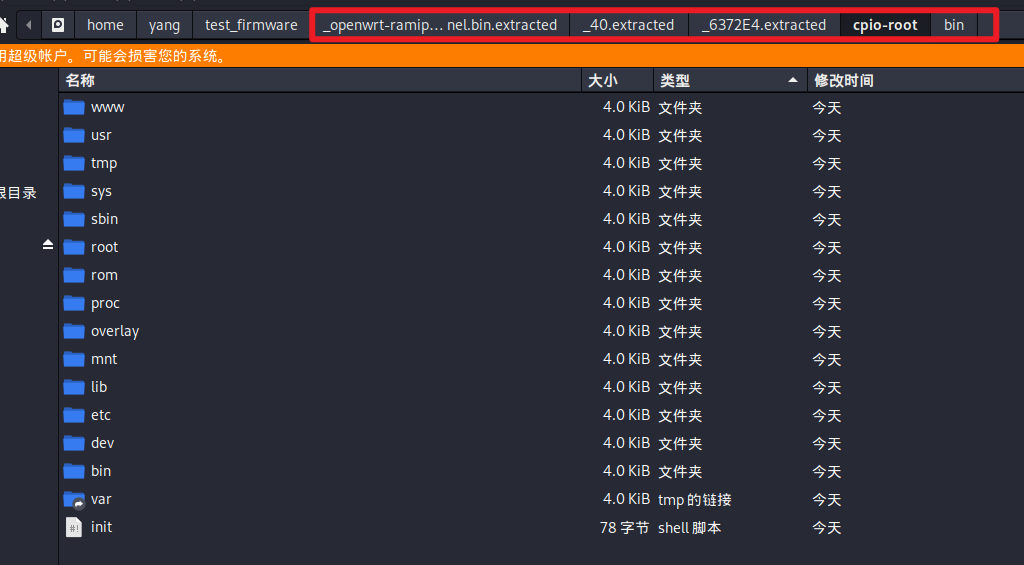 home yang test_firmware _openwrt-ramip... nel.bin.extracted _40.extracted _6372E4.extracted cpio-root bin
用超级帐户。可能会损害您的系统。
名称 大小 类型 修改时间
www 4.0 KiB 文件夹 今天
usr 4.0 KiB 文件夹 今天
tmp 4.0 KiB 文件夹 今天
sys 4.0 KiB 文件夹 今天
根目录
sbin 4.0 KiB 文件夹 今天
root 4.0 KiB 文件夹 今天
rom 4.0 KiB 文件夹 今天
proc 4.0 KiB 文件夹 今天
overlay 4.0 KiB 文件夹 今天
mnt 4.0 KiB 文件夹 今天
lib 4.0 KiB 文件夹 今天
etc 4.0 KiB 文件夹 今天
dev 4.0 KiB 文件夹 今天
bin 4.0 KiB 文件夹 今天
var 4.0 KiB tmp 的链接 今天
init 78 字节 shell 脚本 今天